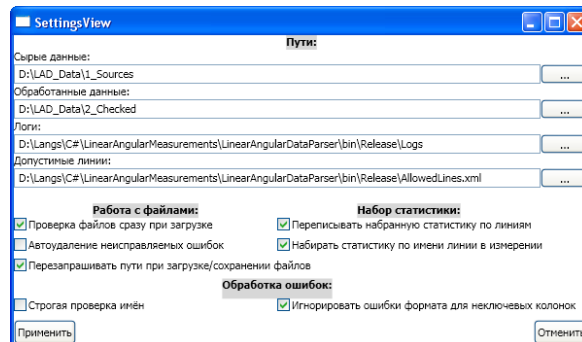 SettingsView
Пути:
Сырые данные:
D:\LAD_Data\1_Sources ...
Обработанные данные:
D:\LAD_Data\2_Checked ...
Логи:
D:\Langs\C#\LinearAngularMeasurements\LinearAngularDataParser\bin\Release\Logs ...
Допустимые линии:
D:\Langs\C#\LinearAngularMeasurements\LinearAngularDataParser\bin\Release\AllowedLines.xml ...
Работа с файлами: Набор статистики:
Проверка файлов сразу при загрузке Переписывать набранную статистику по линиям
Автоудаление неисправляемых ошибок Набирать статистику по имени линии в измерении
Перезапрашивать пути при загрузке/сохранении файлов
Обработка ошибок:
Строгая проверка имён Игнорировать ошибки формата для неключевых колонок
Применить Отменить